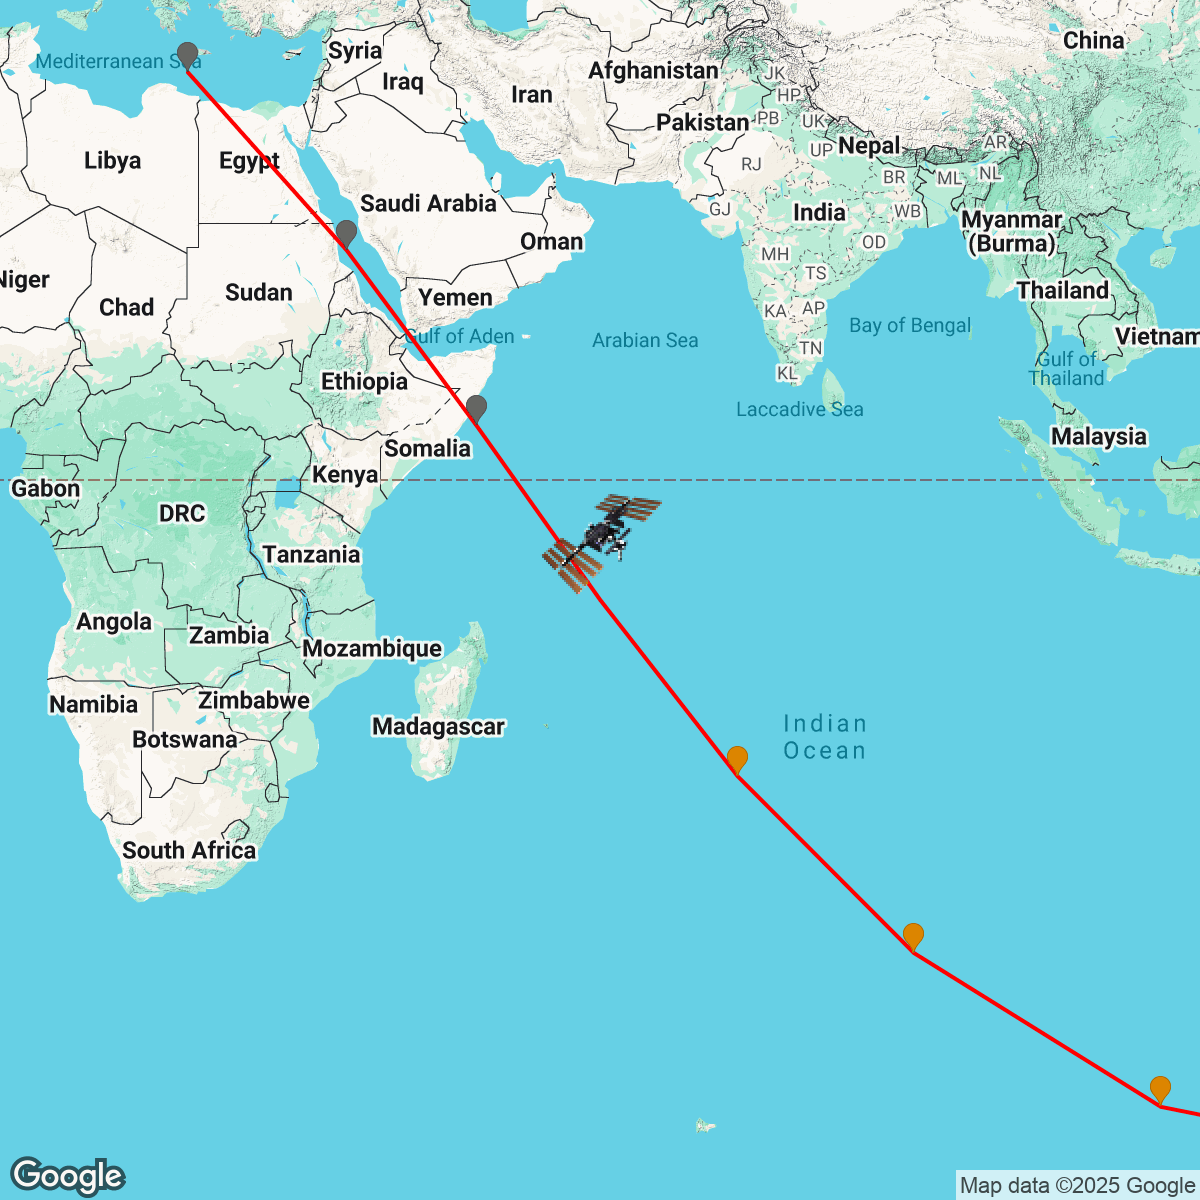 China
Syria
Mediterranean Sea
Afghanistan
JK
Iraq
Iran
HP
Pakistan
PB
UK
AR
Nepal
UP
Libya
Egypt
RJ
NL
BR
ML
Saudi Arabia
GJ
India
WB
Myanmar
(Burma)
Oman
OD
MH
TS
Niger
Sudan
Thailand
Yemen
Chad
KA
AP
Bay of Bengal
Gulf of Aden
Arabian Sea
Vietnam
TN
Gulf of
Thailand
KL
Ethiopia
Laccadive Sea
Malaysia
Somalia
Kenya
Gabon
DRC
Tanzania
Angola
Zambia
Mozambique
Namibia
Zimbabwe
Madagascar
Indian
Ocean
Botswana
South Africa
Google
Map data ©2025 Google